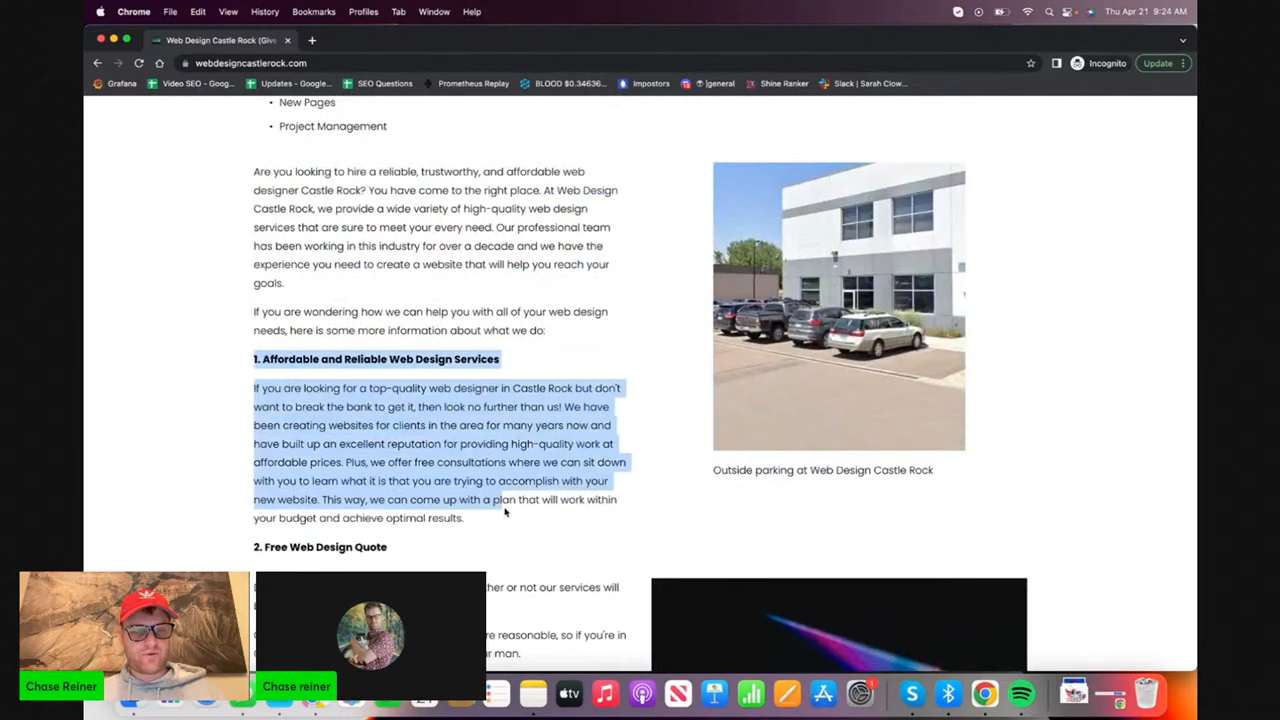 Chrome File Edit View History Bookmarks Profiles Tab Window Help Thu Apr 21 9:24 AM
Web Design Castle Rock (Give
webdesigncastlerock.com Incognito Update
Grafana Video SEO - Goog... Updates - Google... SEO Questions Prometheus Replay BLOOD $0.34636... Impostors |general Shine Ranker Slack | Sarah Clow...
• New Pages
• Project Management
Are you looking to hire a reliable, trustworthy, and affordable web
designer Castle Rock? You have come to the right place. At Web Design
Castle Rock, we provide a wide variety of high-quality web design
services that are sure to meet your every need. Our professional team
has been working in this industry for over a decade and we have the
experience you need to create a website that will help you reach your
goals.
If you are wondering how we can help you with all of your web design
needs, here is some more information about what we do:
1. Affordable and Reliable Web Design Services
If you are looking for a top-quality web designer in Castle Rock but don't
want to break the bank to get it, then look no further than us! We have
been creating websites for clients in the area for many years now and
have built up an excellent reputation for providing high-quality work at
affordable prices. Plus, we offer free consultations where we can sit down
with you to learn what it is that you are trying to accomplish with your
new website. This way, we can come up with a plan that will work within
your budget and achieve optimal results.
Outside parking at Web Design Castle Rock
2. Free Web Design Quote
or not our services will
re reasonable, so if you're in
ur man.
Chase Reiner
Chase reiner
tv
1